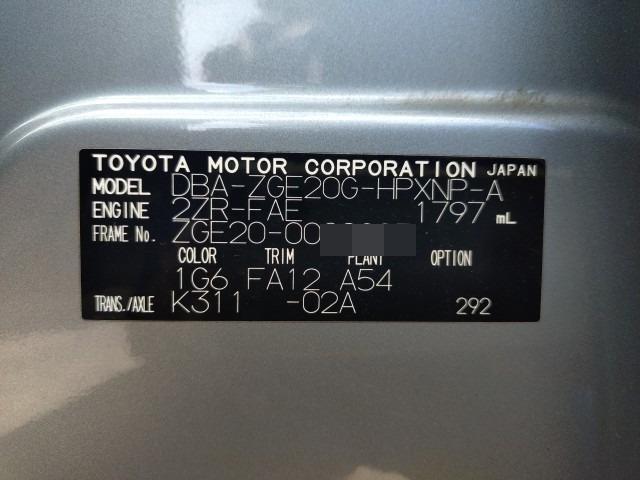 TOYOTA MOTOR CORPORATION JAPAN
MODEL DBA-ZGE20G-HPXNP-A
ENGINE 2ZR-FAE 1797 mL
FRAME No. ZGE20-00
COLOR TRIM PLANT OPTION
1G6 FA12 A54
TRANS./AXLE K311 -02A 292